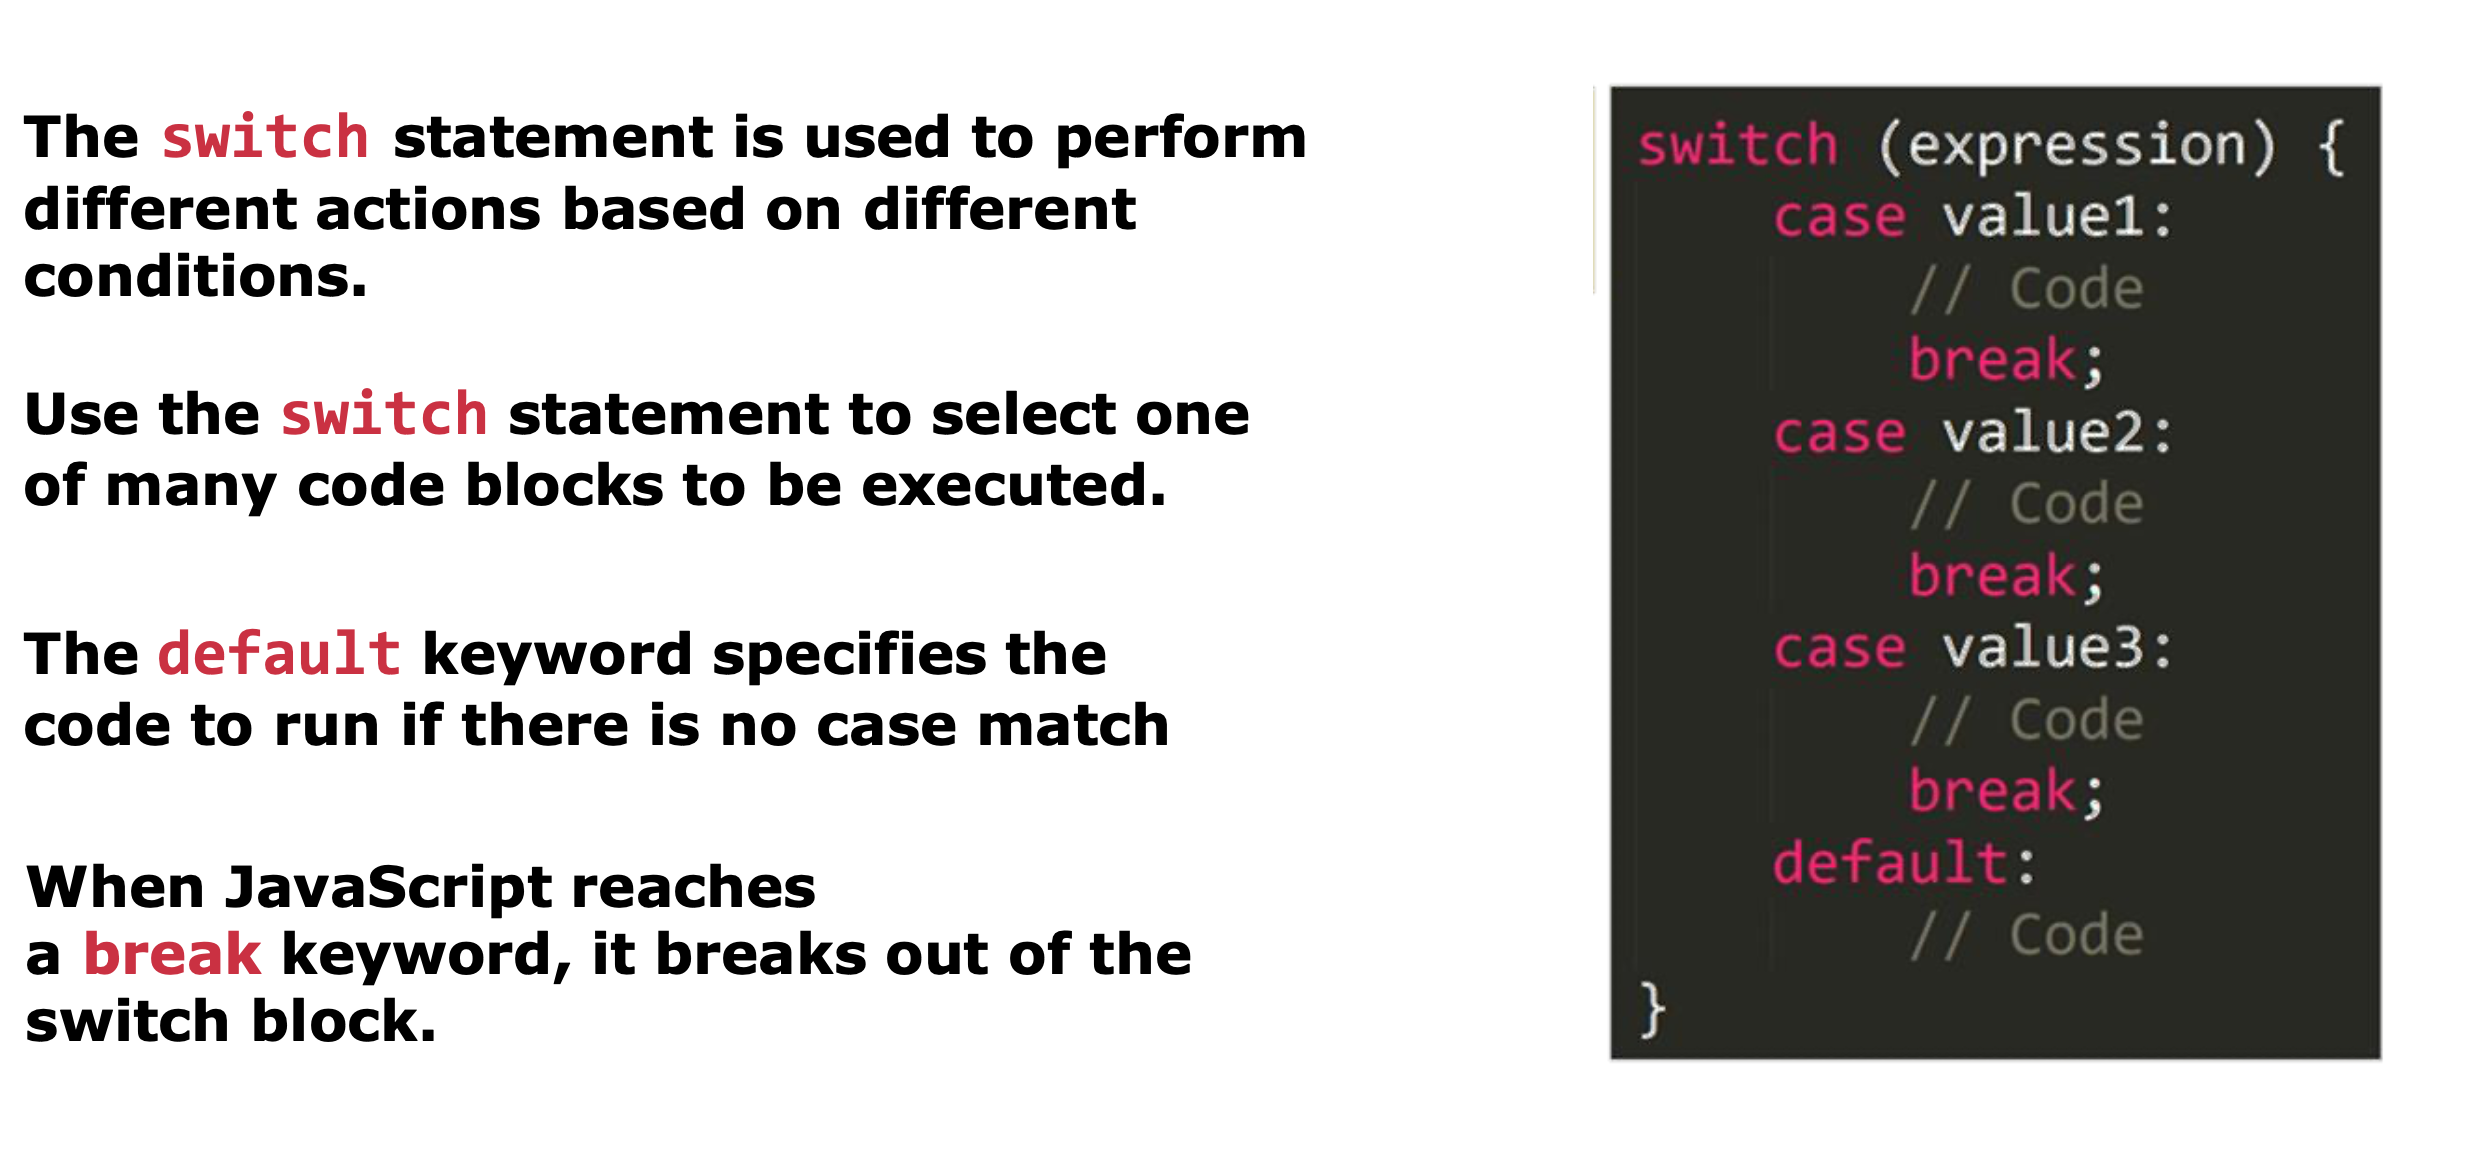 The switch statement is used to perform
different actions based on different
conditions.
Use the switch statement to select one
of many code blocks to be executed.
The default keyword specifies the
code to run if there is no case match
When JavaScript reaches
a break keyword, it breaks out of the
switch block.
switch (expression) {
    case value1:
        // Code
        break;
    case value2:
        // Code
        break;
    case value3:
        // Code
        break;
    default:
        // Code
}